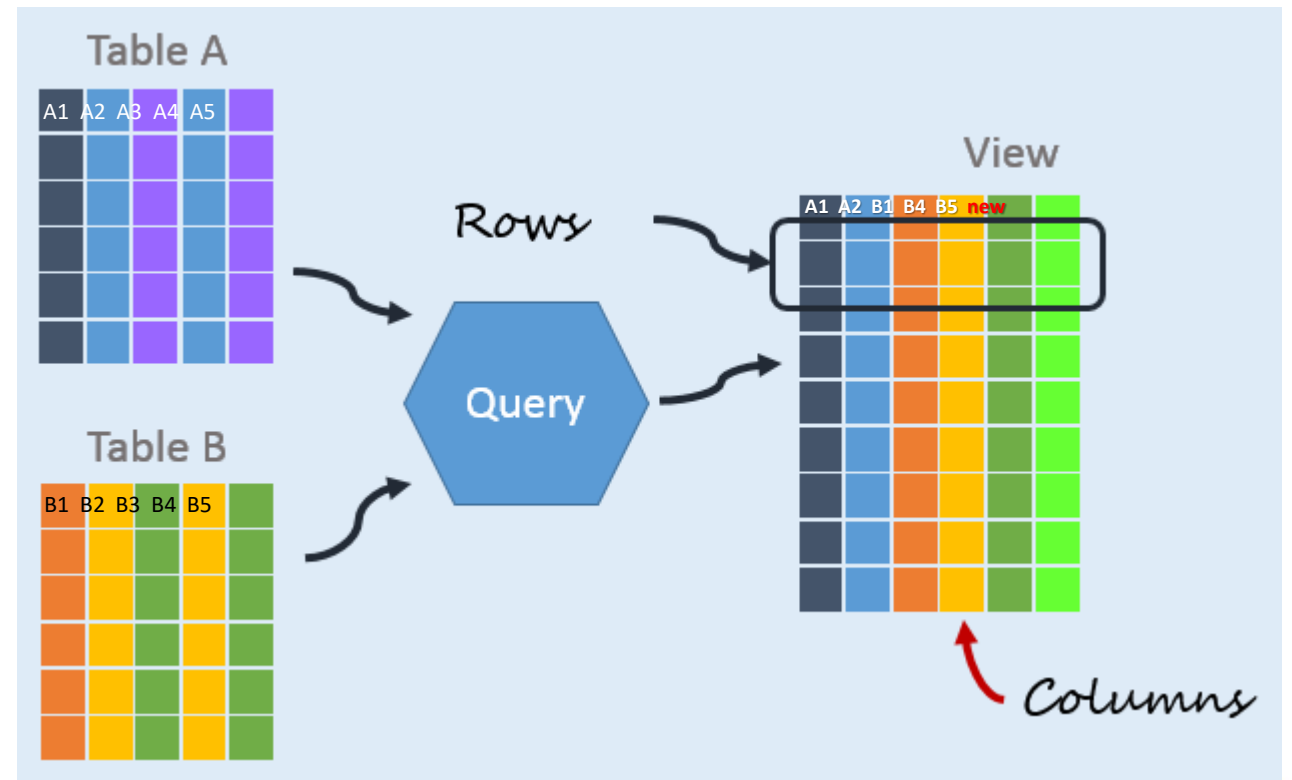 Table A
A1 A2 A3 A4 A5
View
A1 A2 B1 B4 B5 new
Rows
Query
Table B
B1 B2 B3 B4 B5
Columns